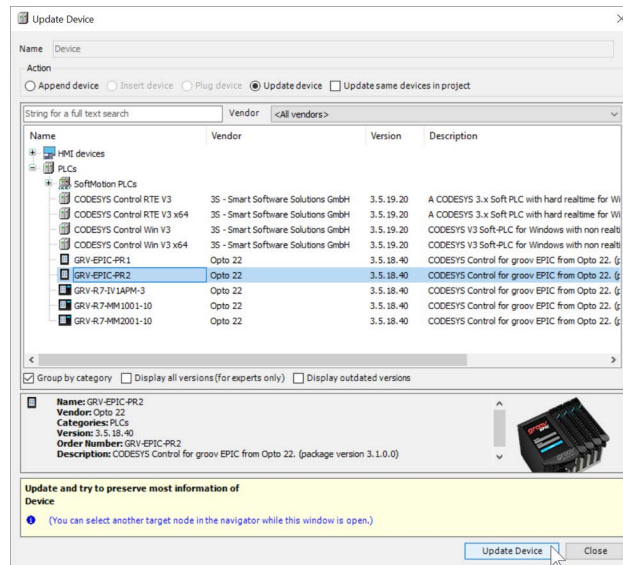 Update Device
Name Device
Action
Append device Insert device Plug device Update device Update same devices in project
String for a full text search Vendor <All vendors>
Name Vendor Version Description
HMI devices
PLCs
SoftMotion PLCs
CODESYS Control RTE V3 3S - Smart Software Solutions GmbH 3.5.19.20 A CODESYS 3.x Soft PLC with hard realtime for Wi
CODESYS Control RTE V3 x64 3S - Smart Software Solutions GmbH 3.5.19.20 A CODESYS 3.x Soft PLC with hard realtime for Wi
CODESYS Control Win V3 3S - Smart Software Solutions GmbH 3.5.19.20 CODESYS V3 Soft-PLC for Windows with non realti
CODESYS Control Win V3 x64 3S - Smart Software Solutions GmbH 3.5.19.20 CODESYS V3 Soft-PLC for Windows with non realti
GRV-EPIC-PR1 Opto 22 3.5.18.40 CODESYS Control for groov EPIC from Opto 22. (p
GRV-EPIC-PR2 Opto 22 3.5.18.40 CODESYS Control for groov EPIC from Opto 22. (p
GRV-R7-IV1APM-3 Opto 22 3.5.18.40 CODESYS Control for groov EPIC from Opto 22. (p
GRV-R7-MM1001-10 Opto 22 3.5.18.40 CODESYS Control for groov EPIC from Opto 22. (p
GRV-R7-MM2001-10 Opto 22 3.5.18.40 CODESYS Control for groov EPIC from Opto 22. (p
Group by category Display all versions (for experts only) Display outdated versions
Name: GRV-EPIC-PR2
Vendor: Opto 22
Categories: PLCs
Version: 3.5.18.40
Order Number: GRV-EPIC-PR2
Description: CODESYS Control for groov EPIC from Opto 22. (package version 3.1.0.0)
groov
EPIC
Update and try to preserve most information of
Device
(You can select another target node in the navigator while this window is open.)
Update Device Close